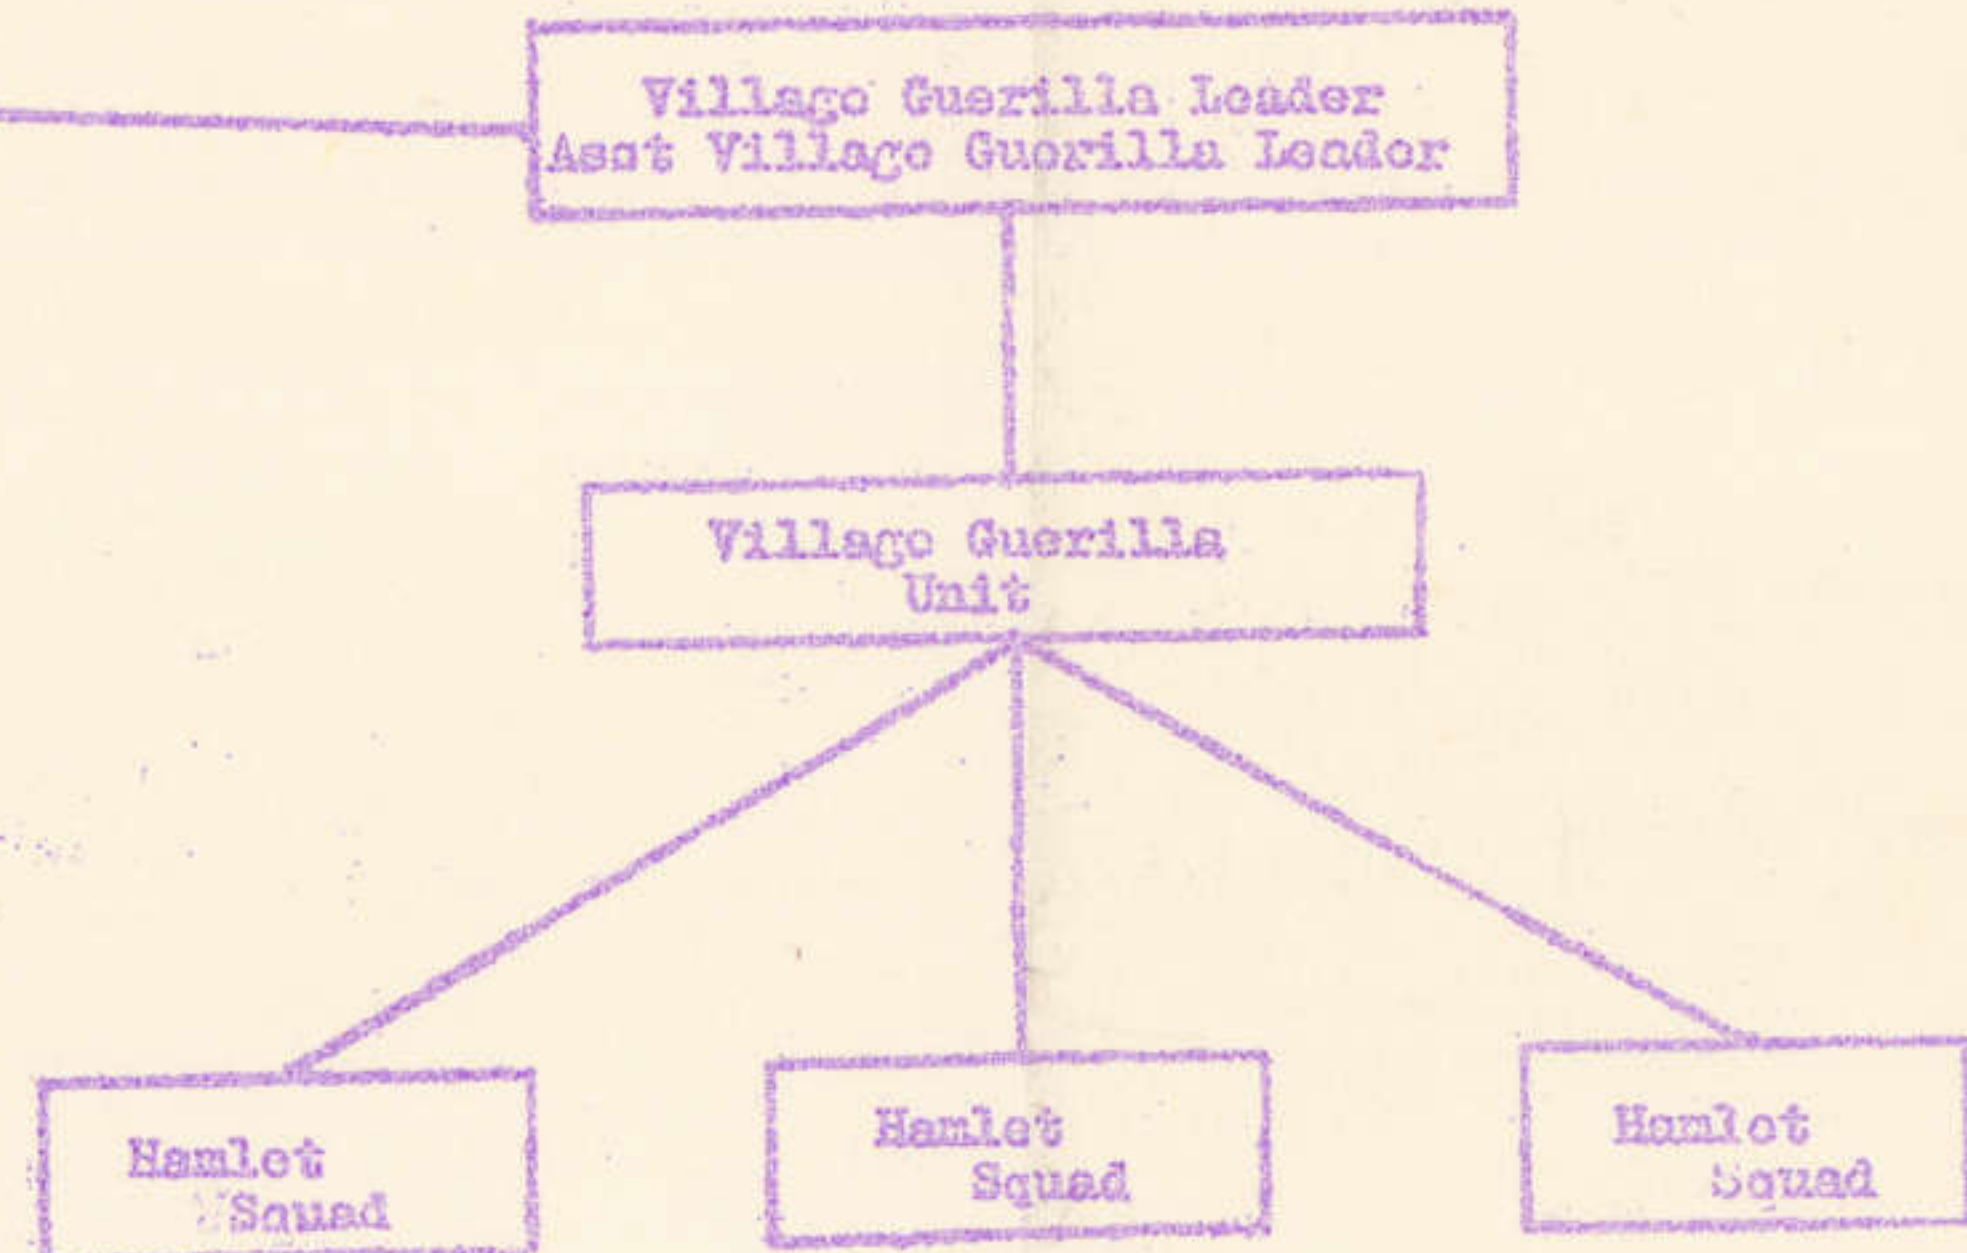 Village Guerilla Leader
Asst Village Guerilla Leader
Village Guerilla
Unit
Hamlet
Squad
Hamlet
Squad
Hamlet
Squad